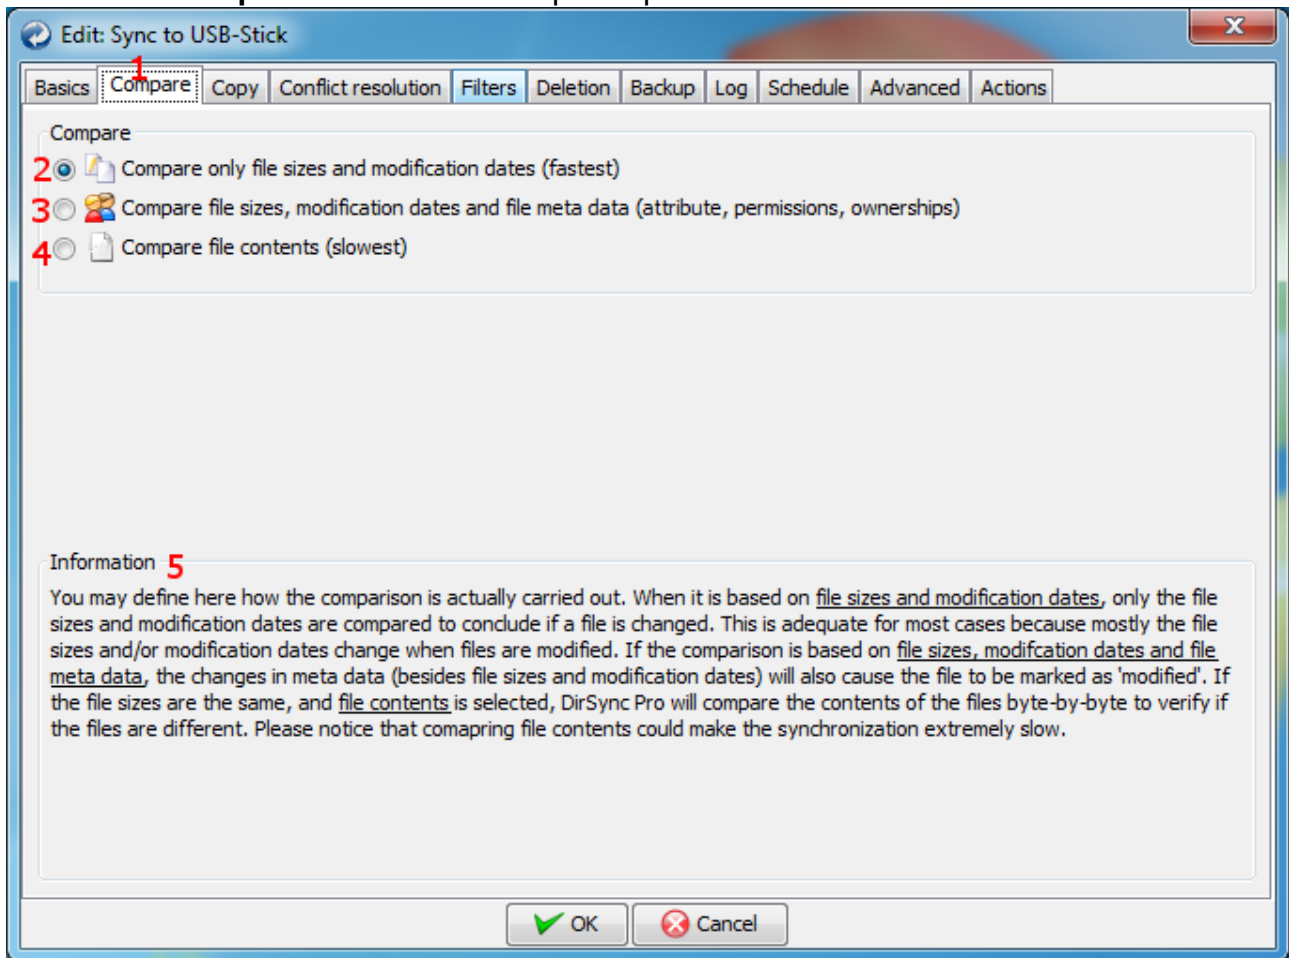 Edit: Sync to USB-Stick
X
1
Basics Compare Copy Conflict resolution Filters Deletion Backup Log Schedule Advanced Actions
Compare
2 Compare only file sizes and modification dates (fastest)
3 Compare file sizes, modification dates and file meta data (attribute, permissions, ownerships)
4 Compare file contents (slowest)
Information 5
You may define here how the comparison is actually carried out. When it is based on file sizes and modification dates, only the file
sizes and modification dates are compared to conclude if a file is changed. This is adequate for most cases because mostly the file
sizes and/or modification dates change when files are modified. If the comparison is based on file sizes, modifcation dates and file
meta data, the changes in meta data (besides file sizes and modification dates) will also cause the file to be marked as 'modified'. If
the file sizes are the same, and file contents is selected, DirSync Pro will compare the contents of the files byte-by-byte to verify if
the files are different. Please notice that comapring file contents could make the synchronization extremely slow.
OK Cancel